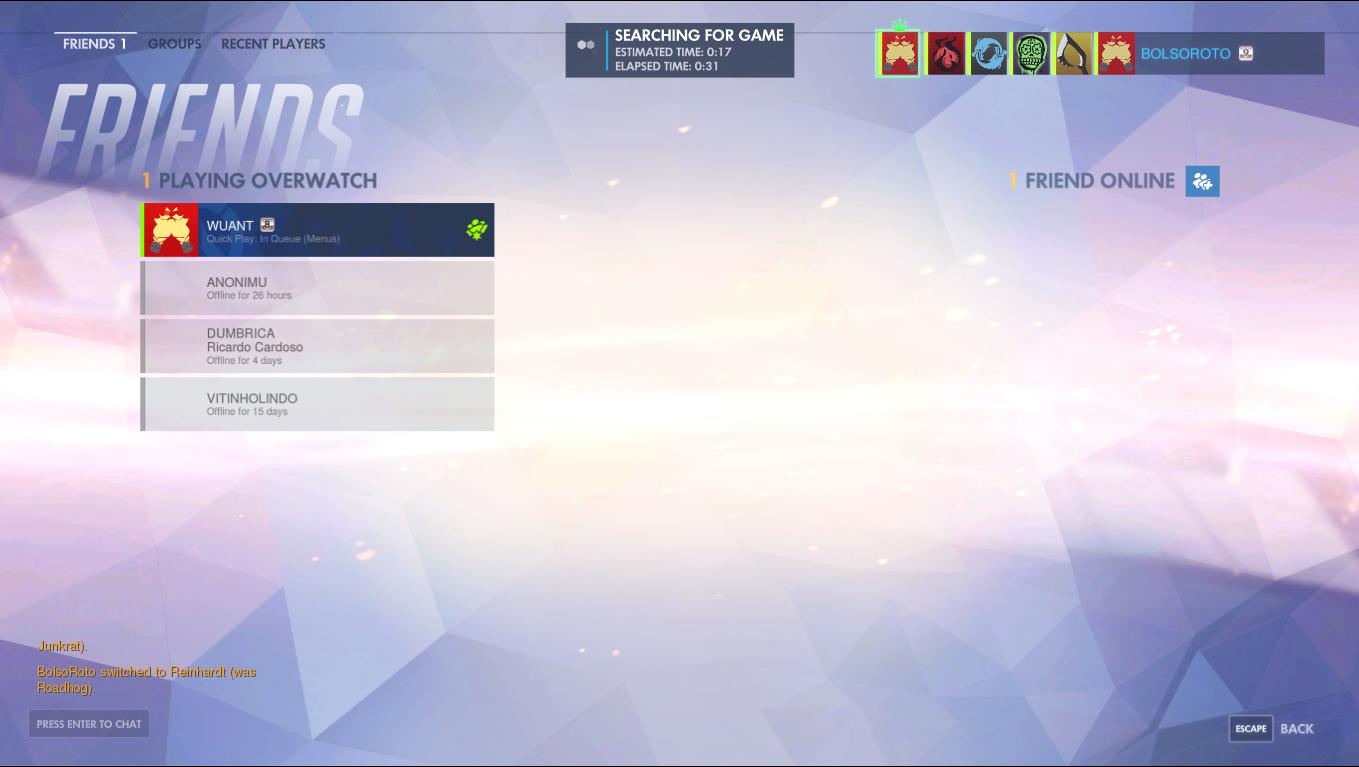 FRIENDS 1 GROUPS RECENT PLAYERS
SEARCHING FOR GAME
ESTIMATED TIME: 0:17
ELAPSED TIME: 0:31
BOLSOROTO
FRIENDS
1 PLAYING OVERWATCH
1 FRIEND ONLINE
WUANT
Quick Play: In Queue (Menus)
ANONIMU
Offline for 26 hours
DUMBRICA
Ricardo Cardoso
Offline for 4 days
VITINHOLINDO
Offline for 15 days
Junkrat).
BolsoRoto switched to Reinhardt (was
Roadhog).
PRESS ENTER TO CHAT
ESCAPE BACK